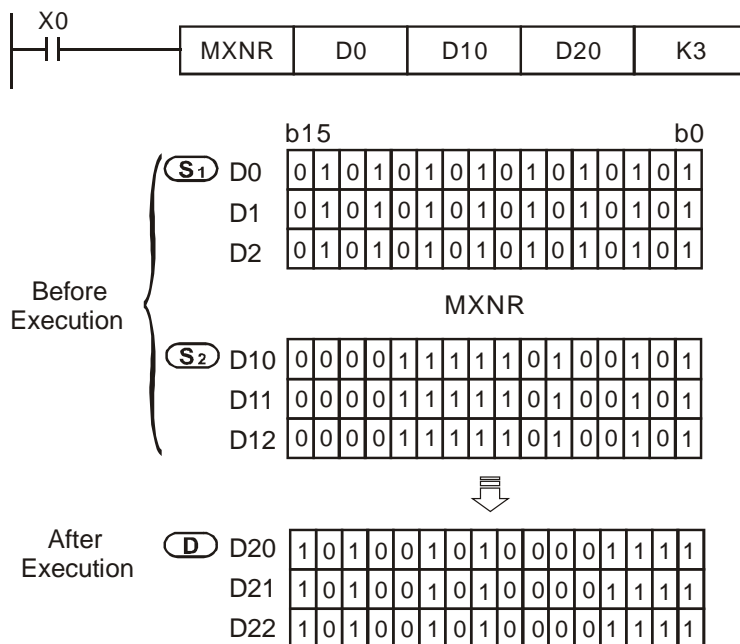 X0
MXNR D0 D10 D20 K3
b15 b0
S1 D0 0 1 0 1 0 1 0 1 0 1 0 1 0 1 0 1
D1 0 1 0 1 0 1 0 1 0 1 0 1 0 1 0 1
D2 0 1 0 1 0 1 0 1 0 1 0 1 0 1 0 1
Before
Execution
MXNR
S2 D10 0 0 0 0 1 1 1 1 1 0 1 0 0 1 0 1
D11 0 0 0 0 1 1 1 1 1 0 1 0 0 1 0 1
D12 0 0 0 0 1 1 1 1 1 0 1 0 0 1 0 1
After
Execution
D D20 1 0 1 0 0 1 0 1 0 0 0 0 1 1 1 1
D21 1 0 1 0 0 1 0 1 0 0 0 0 1 1 1 1
D22 1 0 1 0 0 1 0 1 0 0 0 0 1 1 1 1